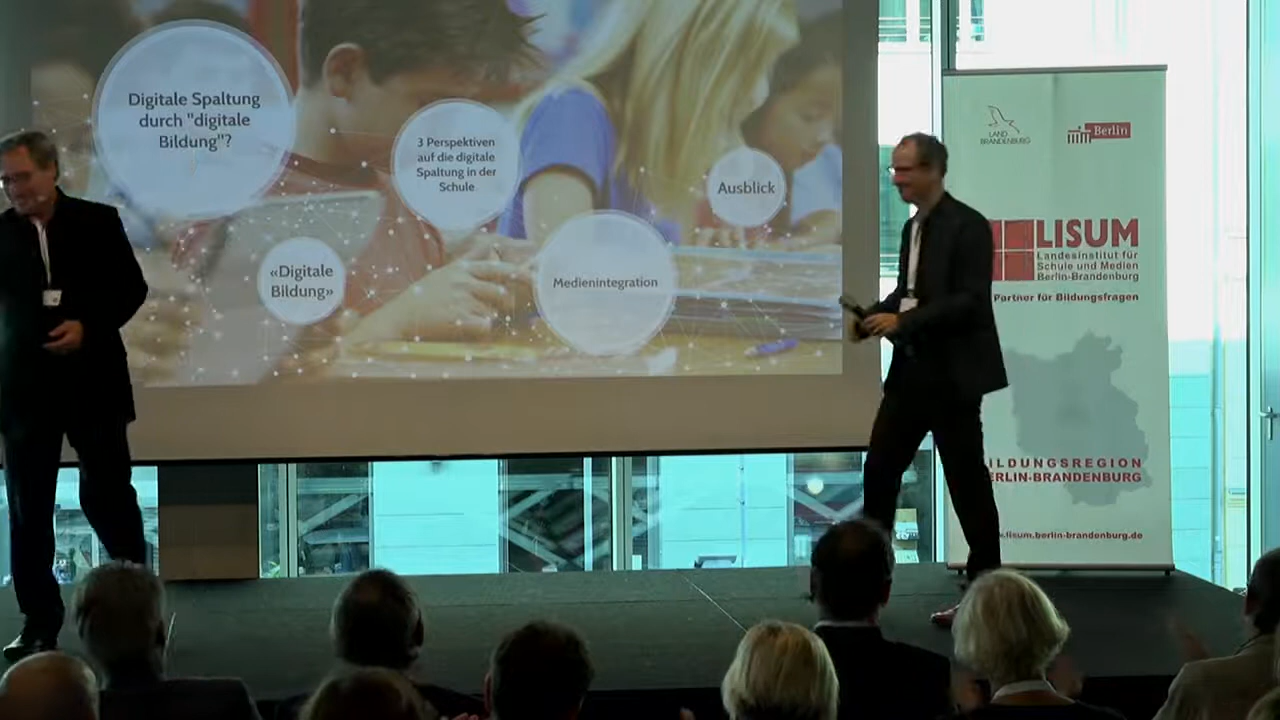 Digitale Spaltung
durch "digitale
Bildung"?
3 Perspektiven
auf die digitale
Spaltung in der
Schule
Ausblick
«Digitale
Bildung»
Medienintegration
LAND
BRANDENBURG
Berlin
LISUM
Landesinstitut für
Schule und Medien
Berlin-Brandenburg
Partner für Bildungsfragen
ILDUNGSREGION
ERLIN-BRANDENBURG
.lisum.berlin-brandenburg.de